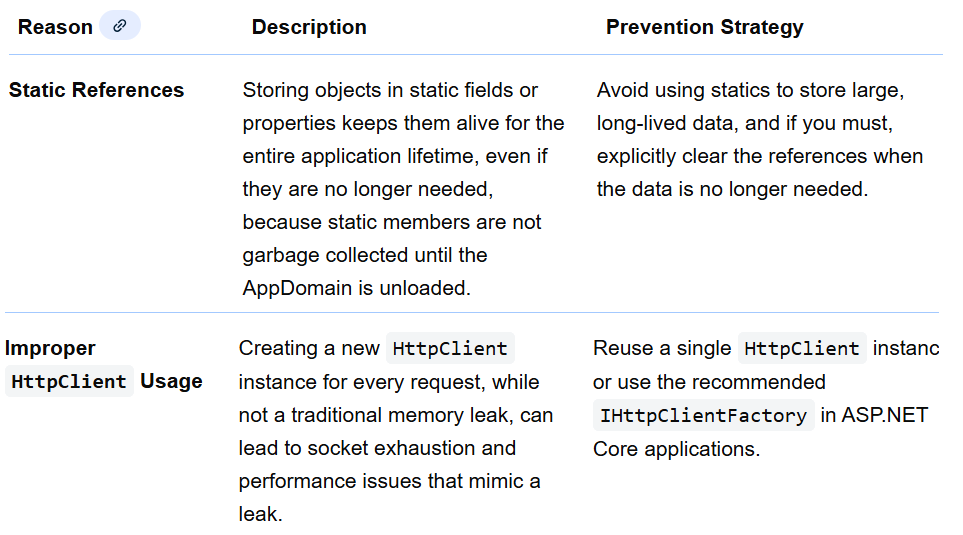 Reason Description Prevention Strategy
Static References
Storing objects in static fields or
properties keeps them alive for the
entire application lifetime, even if
they are no longer needed,
because static members are not
garbage collected until the
AppDomain is unloaded.
Avoid using statics to store large,
long-lived data, and if you must,
explicitly clear the references when
the data is no longer needed.
Improper
HttpClient Usage
Creating a new HttpClient
instance for every request, while
not a traditional memory leak, can
lead to socket exhaustion and
performance issues that mimic a
leak.
Reuse a single HttpClient instanc
or use the recommended
IHttpClientFactory in ASP.NET
Core applications.